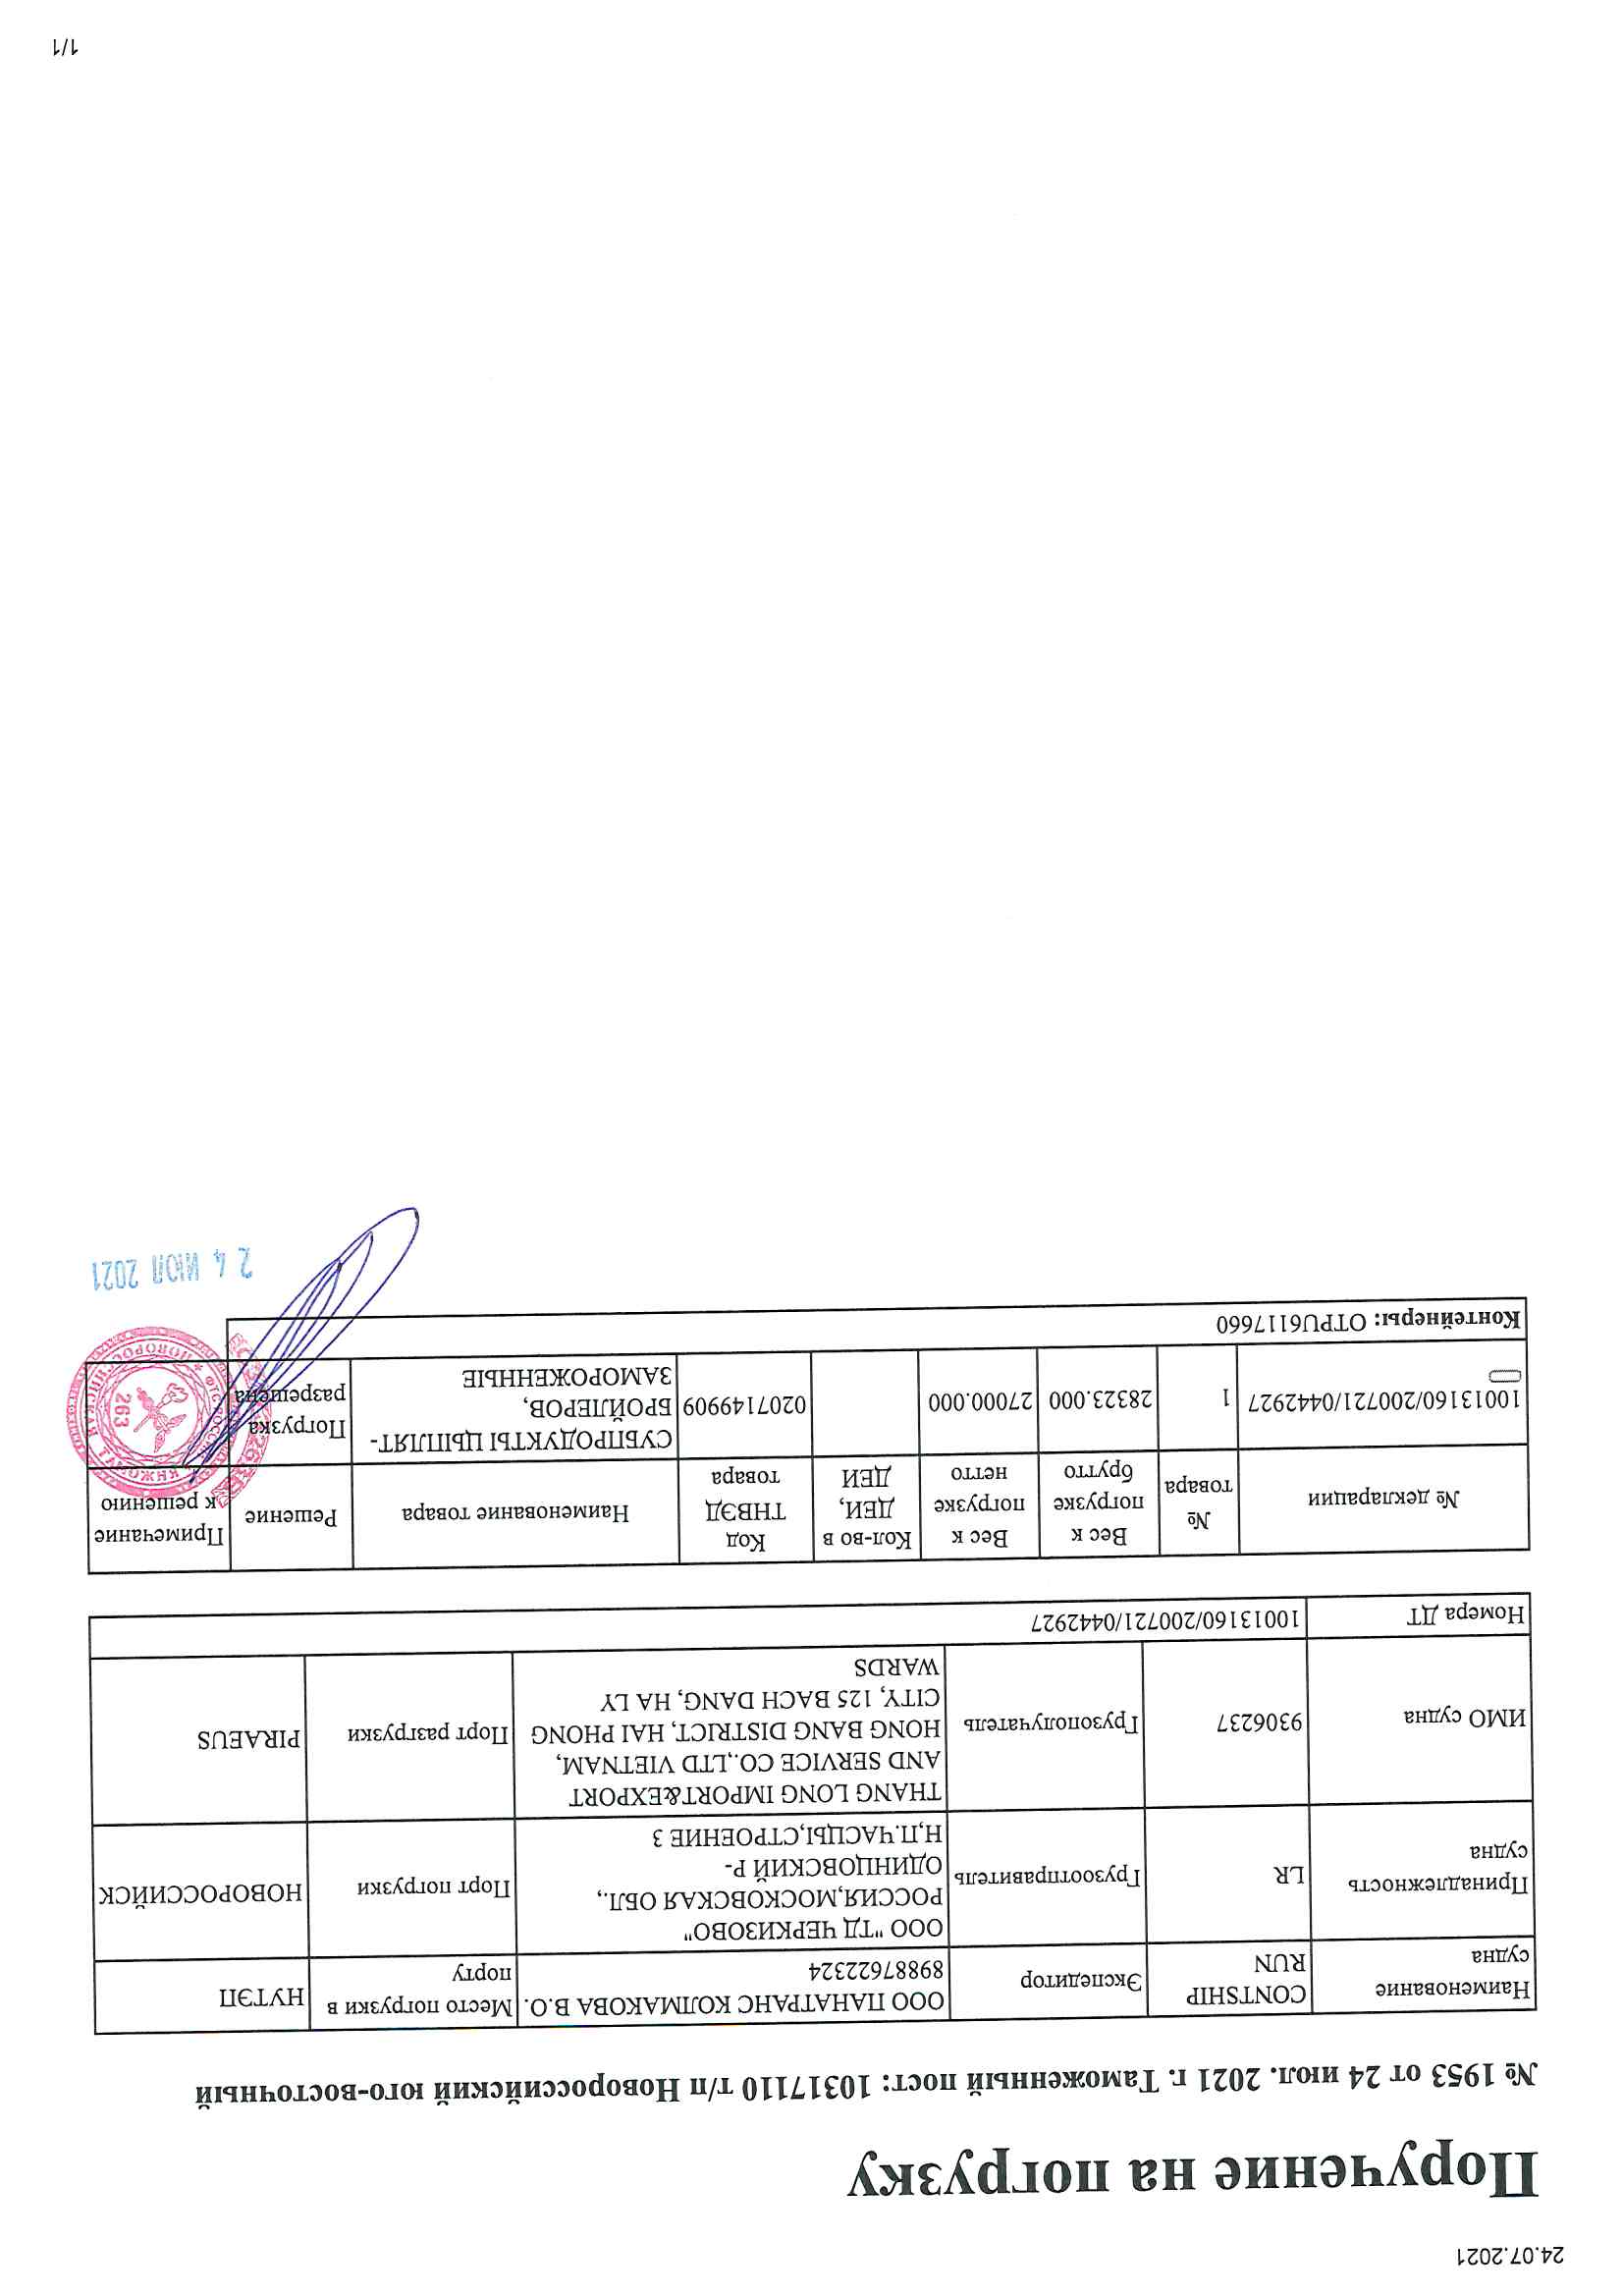 24.07.2021
Поручение на погрузку
№ 1953 от 24 июл. 2021 г. Таможенный пост: 10317110 т/п Новороссийский юго-восточный
Наименование судна
CONTSHIP RUN
Экспедитор
ООО ПАНАТРАНС КОЛМАКОВА В.О.
89887622324
Место погрузки в порту
НУТЭП
Принадлежность судна
LR
Грузоотправитель
ООО "ТД ЧЕРКИЗОВО"
РОССИЯ,МОСКОВСКАЯ ОБЛ.,
ОДИНЦОВСКИЙ Р-
Н,П.ЧАСЦЫ,СТРОЕНИЕ 3
Порт погрузки
НОВОРОССИЙСК
ИМО судна
9306237
Грузополучатель
THANG LONG IMPORT&EXPORT
AND SERVICE CO.,LTD VIETNAM,
HONG BANG DISTRICT, HAI PHONG
CITY, 125 BACH DANG, HA LY
WARDS
Порт разгрузки
PIRAEUS
Номера ДТ
10013160/200721/0442927
№ декларации
№ товара
Вес к погрузке брутто
Вес к погрузке нетто
Кол-во в ДЕИ, ДЕИ
Код ТНВЭД товара
Наименование товара
Решение
Примечание к решению
10013160/200721/0442927
1
28323.000
27000.000
0207149909
СУБПРОДУКТЫ ЦЫПЛЯТ-
БРОЙЛЕРОВ,
ЗАМОРОЖЕННЫЕ
Погрузка
разрешена
Контейнеры: OTPU6117660
263
24 ИЮЛ 2021
1/1